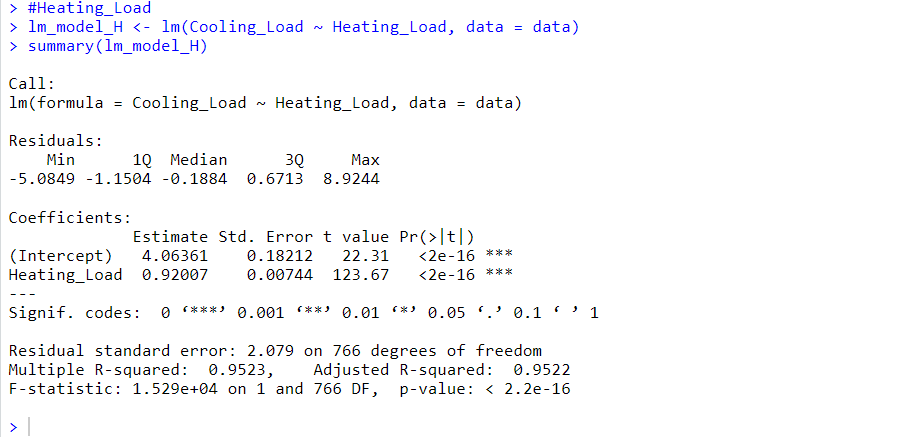 > #Heating_Load
> lm_model_H <- lm(Cooling_Load ~ Heating_Load, data = data)
> summary(lm_model_H)

Call:
lm(formula = Cooling_Load ~ Heating_Load, data = data)

Residuals:
    Min      1Q  Median      3Q     Max
-5.0849 -1.1504 -0.1884  0.6713  8.9244

Coefficients:
             Estimate Std. Error t value Pr(>|t|)
(Intercept)   4.06361    0.18212   22.31   <2e-16 ***
Heating_Load  0.92007    0.00744  123.67   <2e-16 ***
---
Signif. codes:  0 ‘***’ 0.001 ‘**’ 0.01 ‘*’ 0.05 ‘.’ 0.1 ‘ ’ 1

Residual standard error: 2.079 on 766 degrees of freedom
Multiple R-squared:  0.9523,	Adjusted R-squared:  0.9522
F-statistic: 1.529e+04 on 1 and 766 DF,  p-value: < 2.2e-16

>